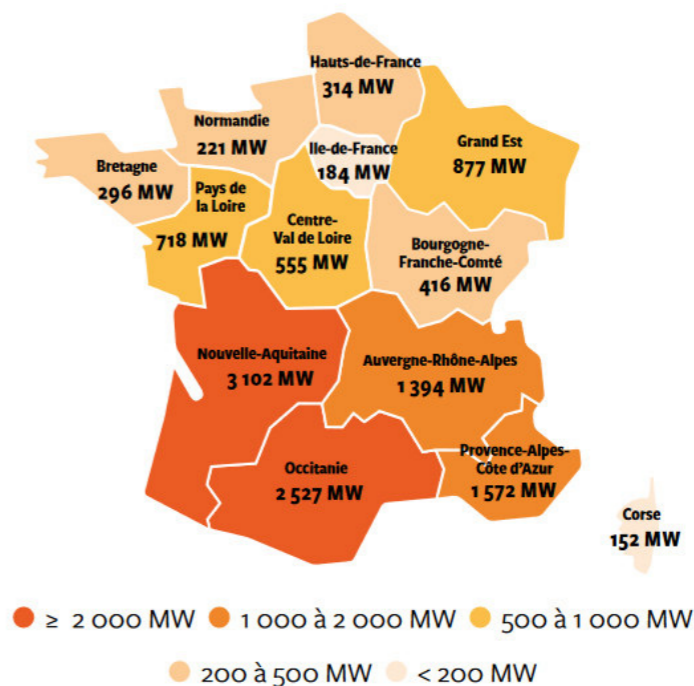 Hauts-de-France
314 MW
Normandie
221 MW
Ile-de-France
184 MW
Grand Est
877 MW
Bretagne
296 MW
Pays de
la Loire
718 MW
Centre-
Val de Loire
555 MW
Bourgogne-
Franche-Comté
416 MW
Nouvelle-Aquitaine
3 102 MW
Auvergne-Rhône-Alpes
1 394 MW
Occitanie
2 527 MW
Provence-Alpes-
Côte d'Azur
1 572 MW
Corse
152 MW
≥ 2 000 MW
1 000 à 2 000 MW
500 à 1 000 MW
200 à 500 MW
< 200 MW